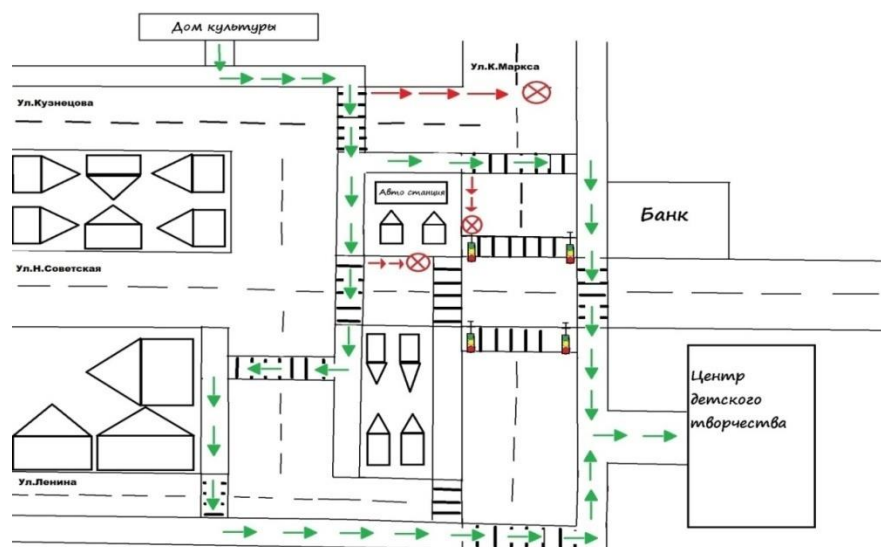 Дом культуры
Ул.К.Маркса
Ул.Кузнецова
Авто станция
Банк
Ул.Н.Советская
Центр
детского
творчества
Ул.Ленина